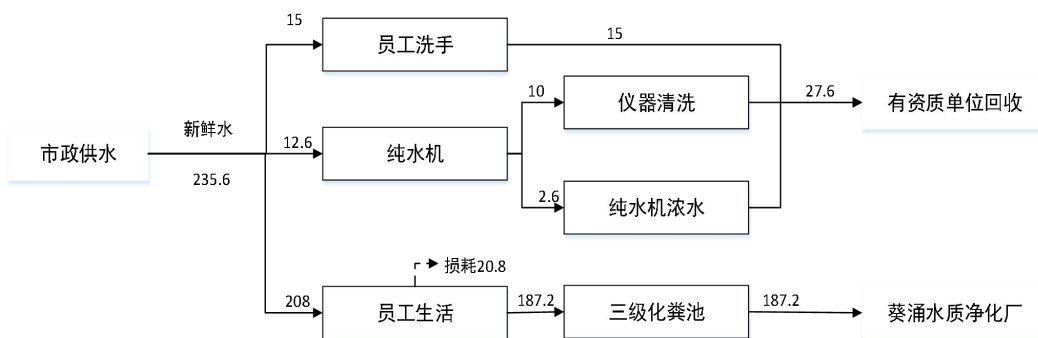 15
员工洗手
15
10
仪器清洗
27.6
有资质单位回收
新鲜水
市政供水
12.6
纯水机
235.6
2.6
纯水机浓水
损耗20.8
208
员工生活
187.2
三级化粪池
187.2
葵涌水质净化厂